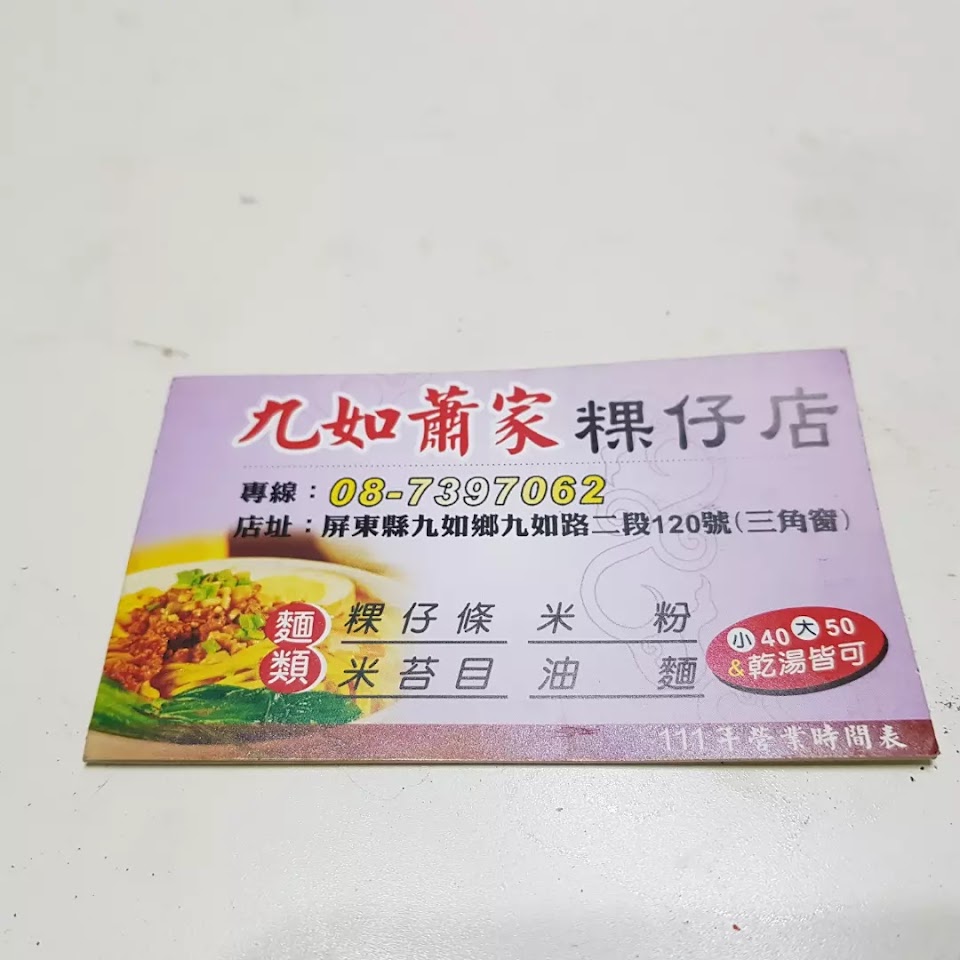 九如蕭家粿仔店
專線：08-7397062
店址：屏東縣九如鄉九如路二段120號(三角窗)
麵類
粿仔條 米粉
米苔目 油麵
小40大50
&乾湯皆可
111年營業時間表